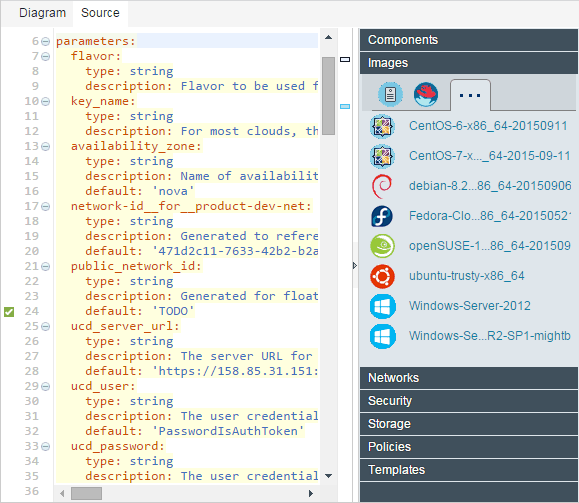 Diagram Source
6 parameters:
7 flavor:
8 type: string
9 description: Flavor to be used f
10 key_name:
11 type: string
12 description: For most clouds, th
13 availability_zone:
14 type: string
15 description: Name of availabilit
16 default: 'nova'
17 network-id__for__product-dev-net:
18 type: string
19 description: Generated to refere
20 default: '471d2c11-7633-42b2-b2a
21 public_network_id:
22 type: string
23 description: Generated for float
24 default: 'TODO'
25 ucd_server_url:
26 type: string
27 description: The server URL for
28 default: 'https://158.85.31.151:
29 ucd_user:
30 type: string
31 description: The user credential
32 default: 'PasswordIsAuthToken'
33 ucd_password:
34 type: string
35 description: The user credential
36
Components
Images
...
CentOS-6-x86_64-20150911
CentOS-7-x..._64-2015-09-11
debian-8.2...86_64-20150906
Fedora-Clo...86_64-20150521
openSUSE-1...86_64-201509
ubuntu-trusty-x86_64
Windows-Server-2012
Windows-Se...R2-SP1-mightb
Networks
Security
Storage
Policies
Templates